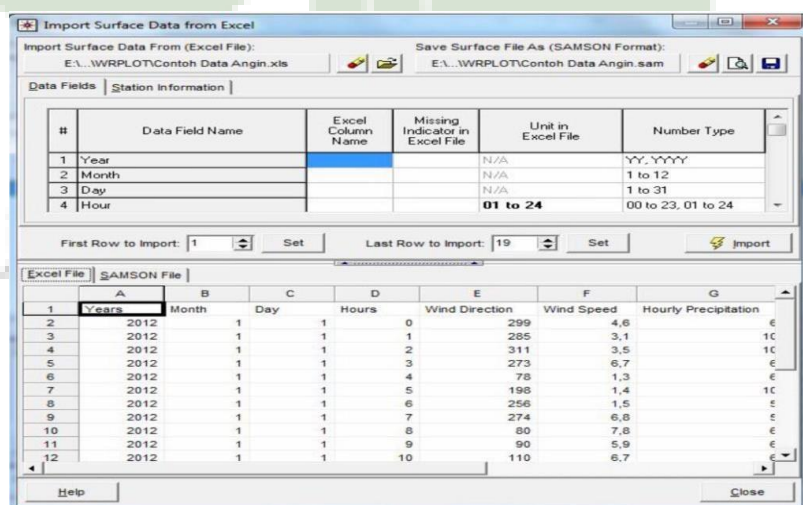 Import Surface Data from Excel
Import Surface Data From (Excel File): Save Surface File As (SAMSON Format):
E:\...\WRPLOT\Contoh Data Angin.xls E:\...\WRPLOT\Contoh Data Angin.sam
Data Fields Station Information
# Data Field Name Excel Column Name Missing Indicator in Excel File Unit in Excel File Number Type
1 Year N/A YY, YYYY
2 Month N/A 1 to 12
3 Day N/A 1 to 31
4 Hour 01 to 24 00 to 23, 01 to 24
First Row to Import: 1 Set Last Row to Import: 19 Set Import
Excel File SAMSON File
A B C D E F G
1 Years Month Day Hours Wind Direction Wind Speed Hourly Precipitation
2 2012 1 1 0 299 4,6
3 2012 1 1 1 285 3,1
4 2012 1 1 2 311 3,5
5 2012 1 1 3 273 6,7
6 2012 1 1 4 78 1,3
7 2012 1 1 5 198 1,4
8 2012 1 1 6 256 1,5
9 2012 1 1 7 274 6,8
10 2012 1 1 8 80 7,8
11 2012 1 1 9 90 5,9
12 2012 1 1 10 110 6,7
Help Close